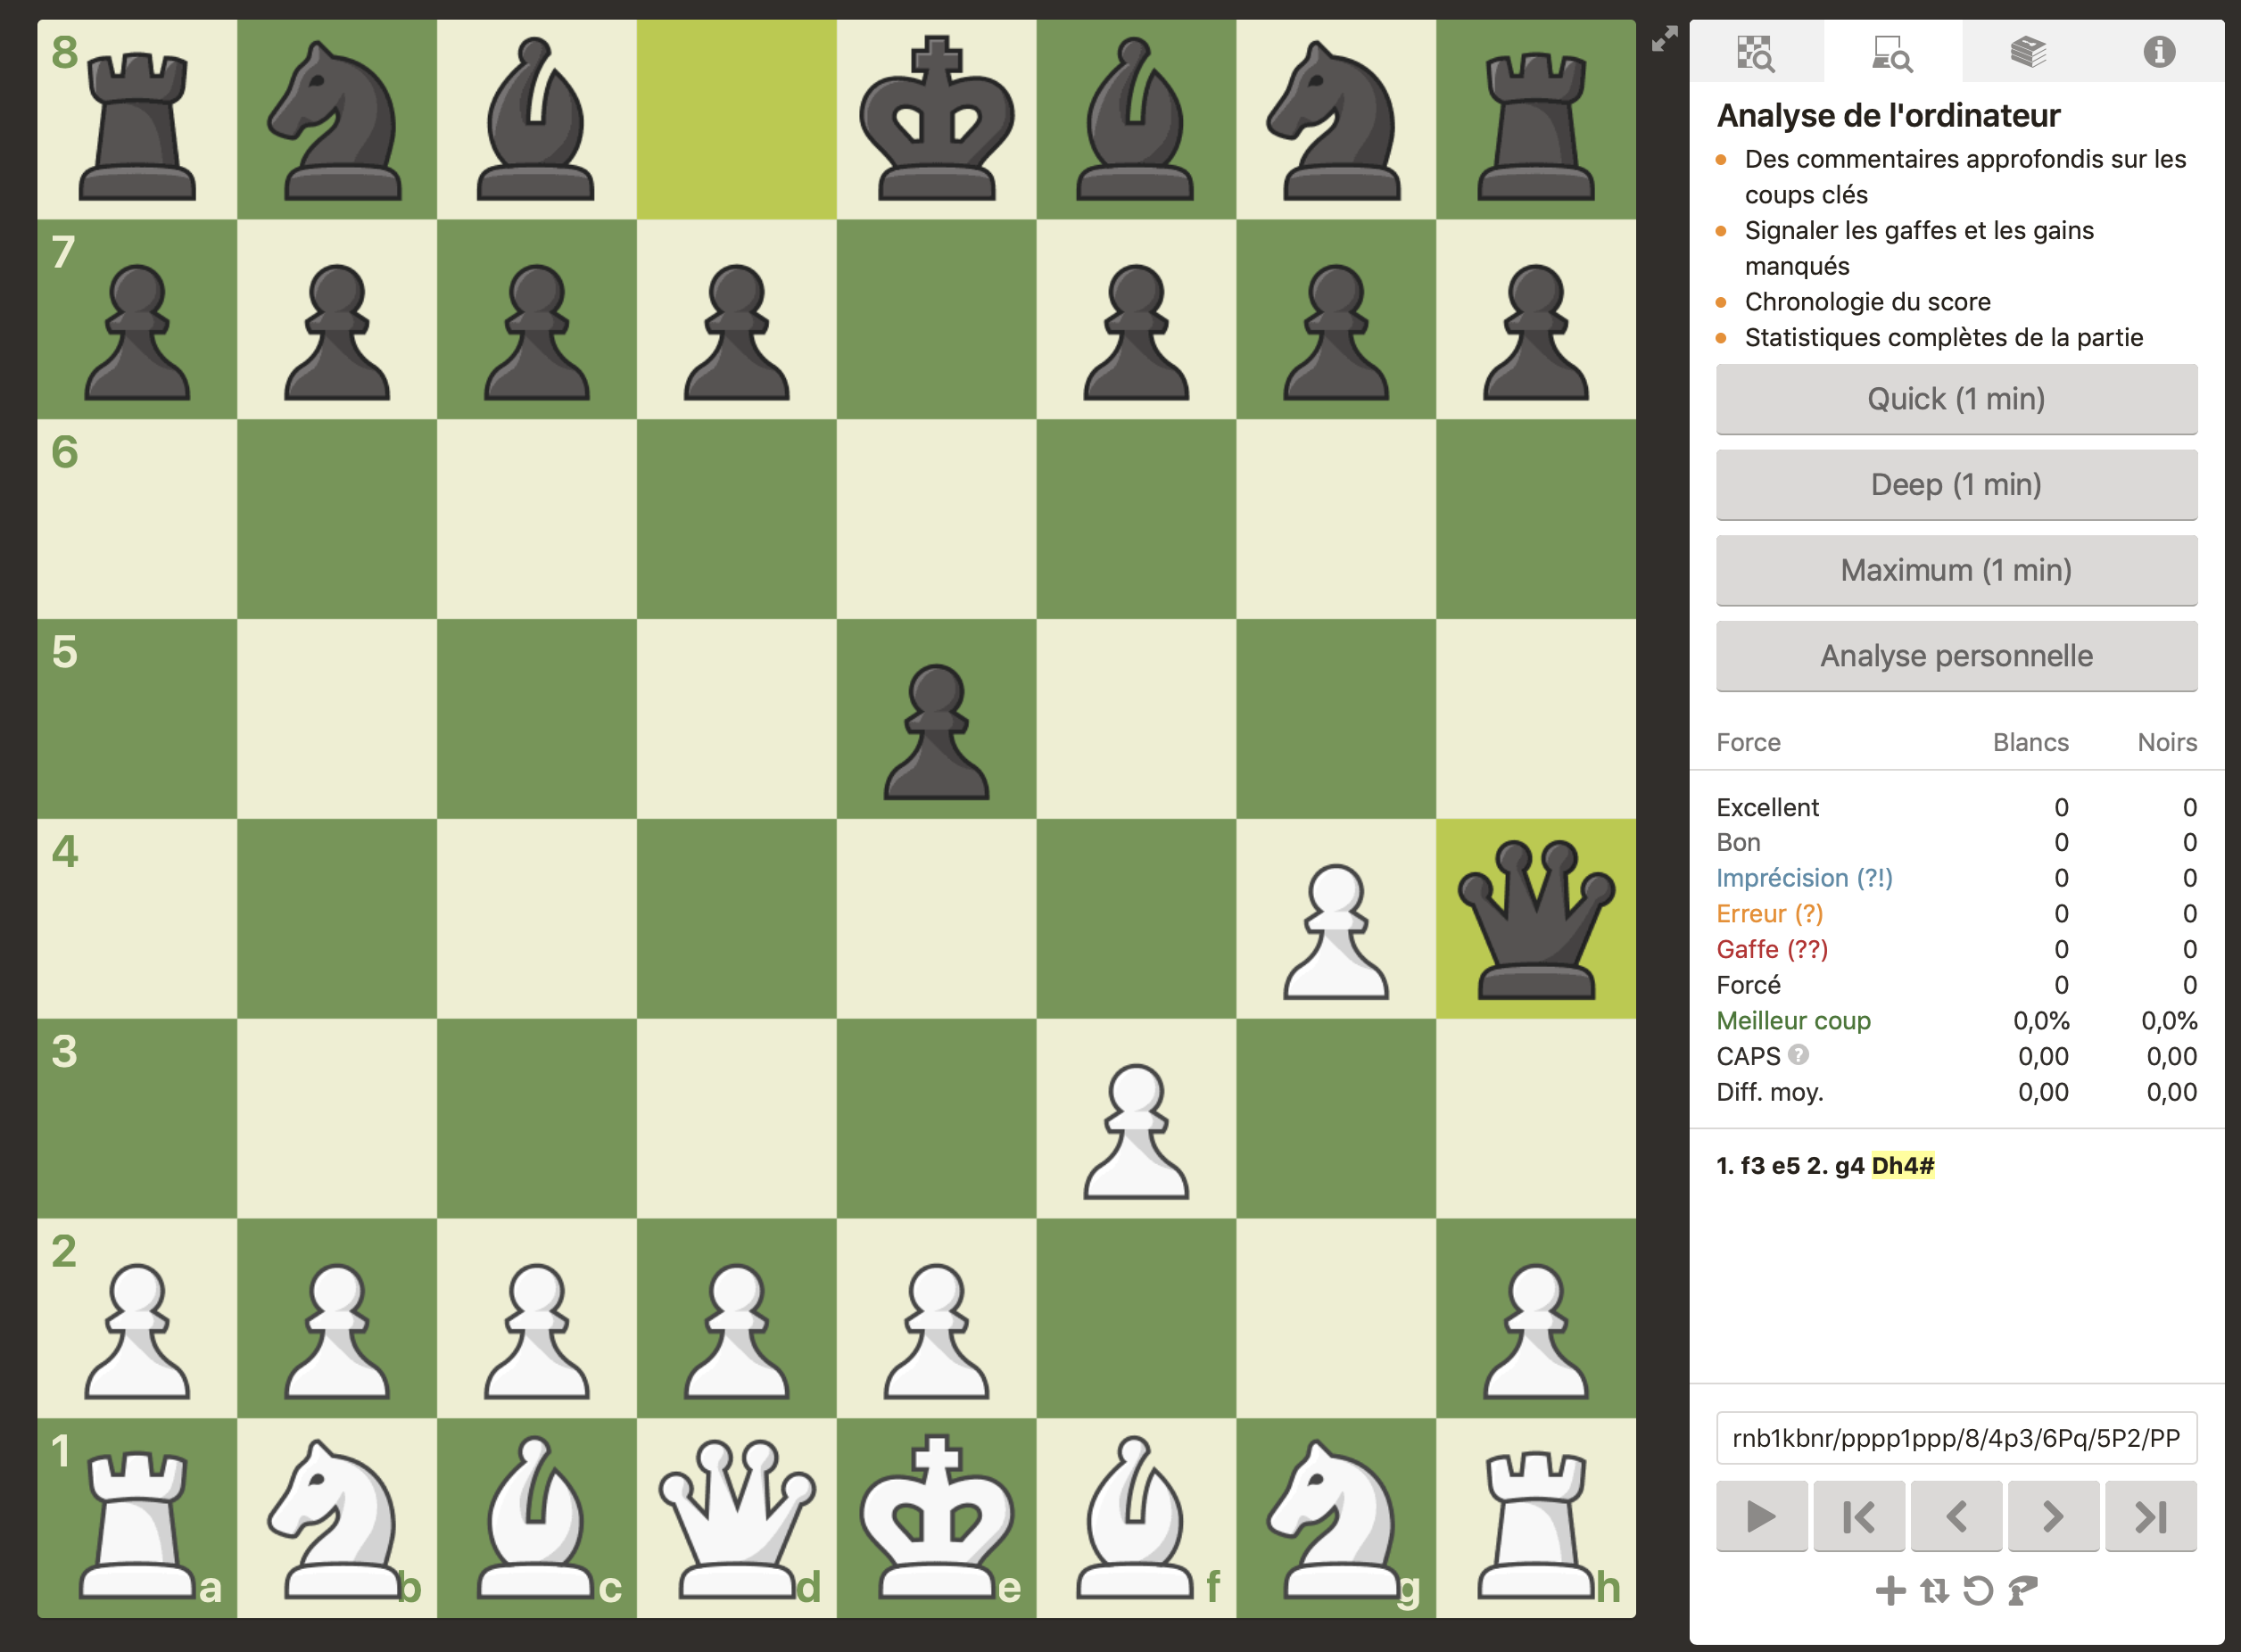 8
7
6
5
4
3
2
1
a b c d e f g h
Analyse de l'ordinateur
Des commentaires approfondis sur les
coups clés
Signaler les gaffes et les gains
manqués
Chronologie du score
Statistiques complètes de la partie
Quick (1 min)
Deep (1 min)
Maximum (1 min)
Analyse personnelle
Force Blancs Noirs
Excellent 0 0
Bon 0 0
Imprécision (?!) 0 0
Erreur (?) 0 0
Gaffe (??) 0 0
Forcé 0 0
Meilleur coup 0,0% 0,0%
CAPS ? 0,00 0,00
Diff. moy. 0,00 0,00
1. f3 e5 2. g4 Dh4#
rnb1kbnr/pppp1ppp/8/4p3/6Pq/5P2/PP